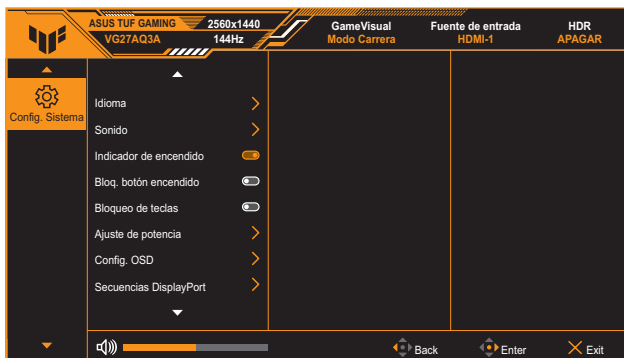 ASUS TUF GAMING 2560x1440 GameVisual Fuente de entrada HDR
VG27AQ3A 144Hz Modo Carrera HDMI-1 APAGAR
Config. Sistema
Idioma
Sonido
Indicador de encendido
Bloq. botón encendido
Bloqueo de teclas
Ajuste de potencia
Config. OSD
Secuencias DisplayPort
Back Enter Exit